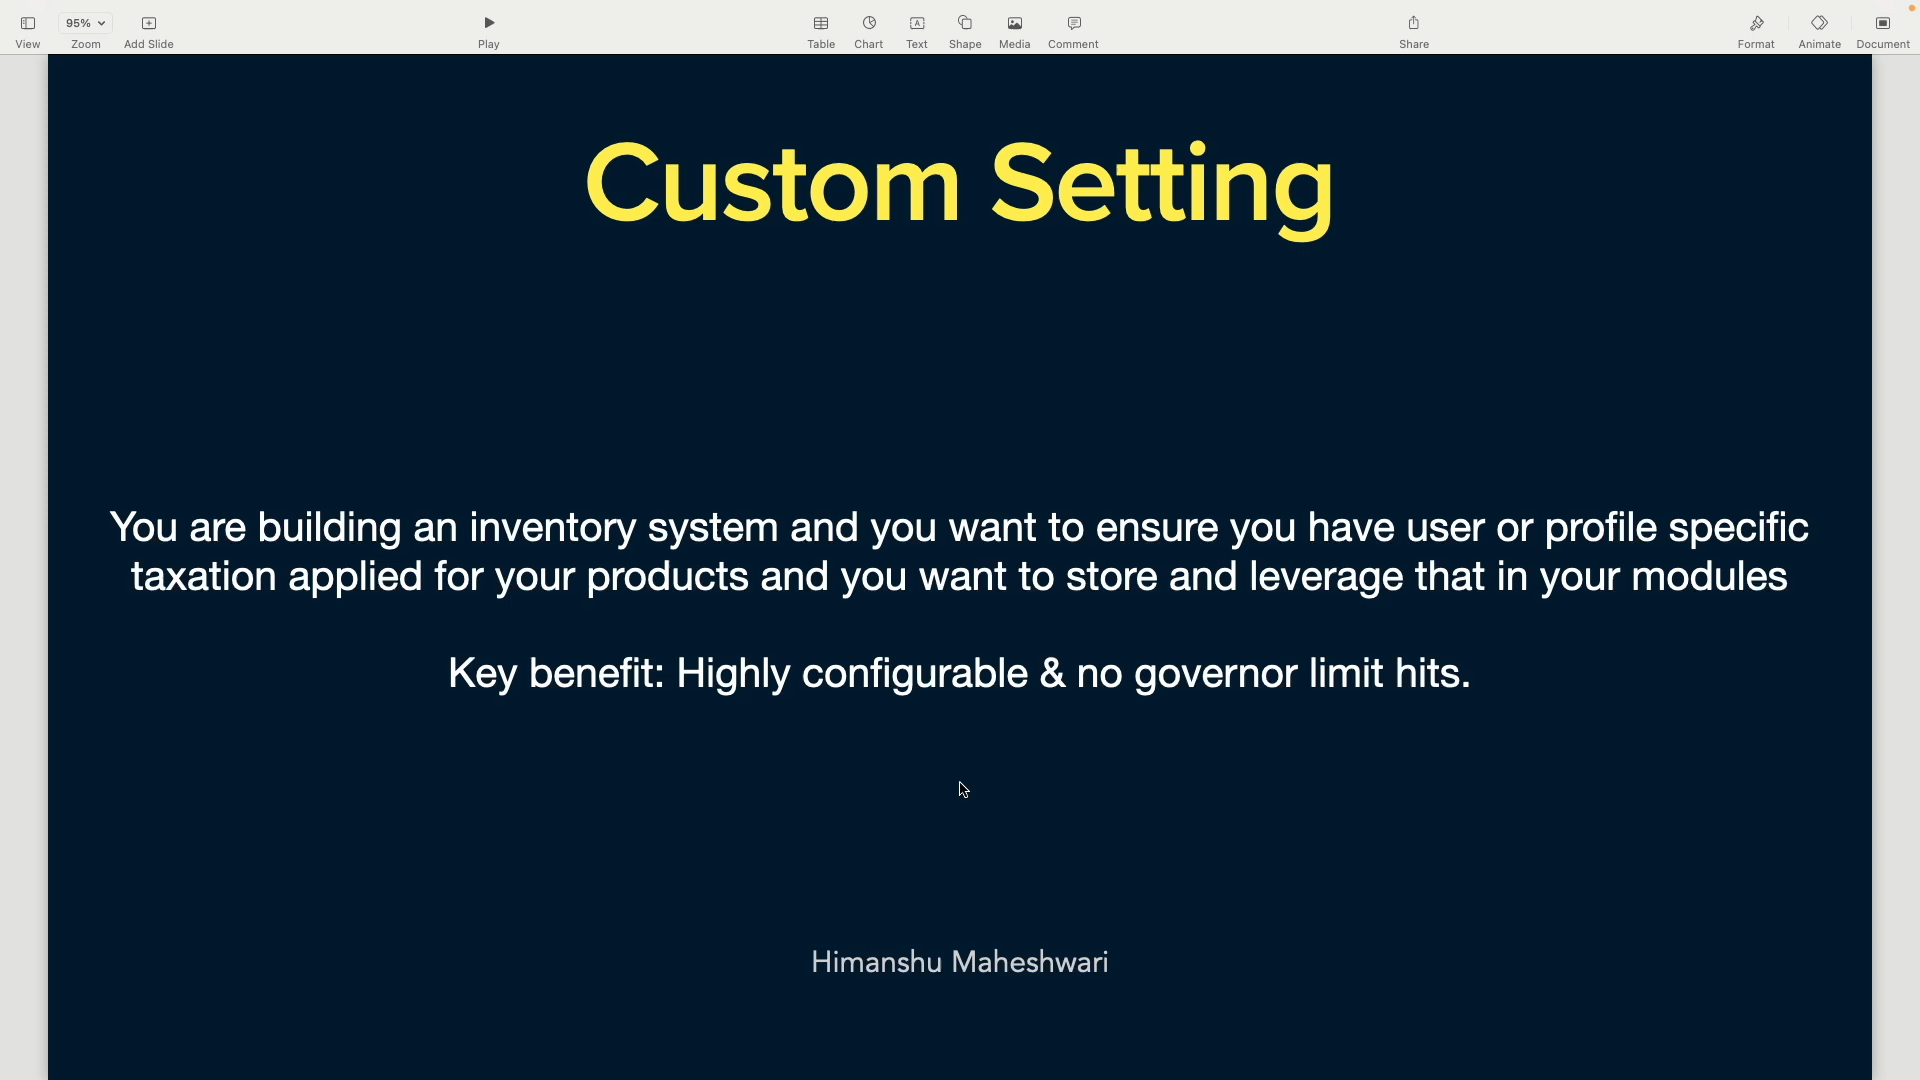 95%
View
Zoom
Add Slide
Play
Table
Chart
Text
Shape
Media
Comment
Share
Format
Animate
Document
Custom Setting
You are building an inventory system and you want to ensure you have user or profile specific
taxation applied for your products and you want to store and leverage that in your modules
Key benefit: Highly configurable & no governor limit hits.
Himanshu Maheshwari